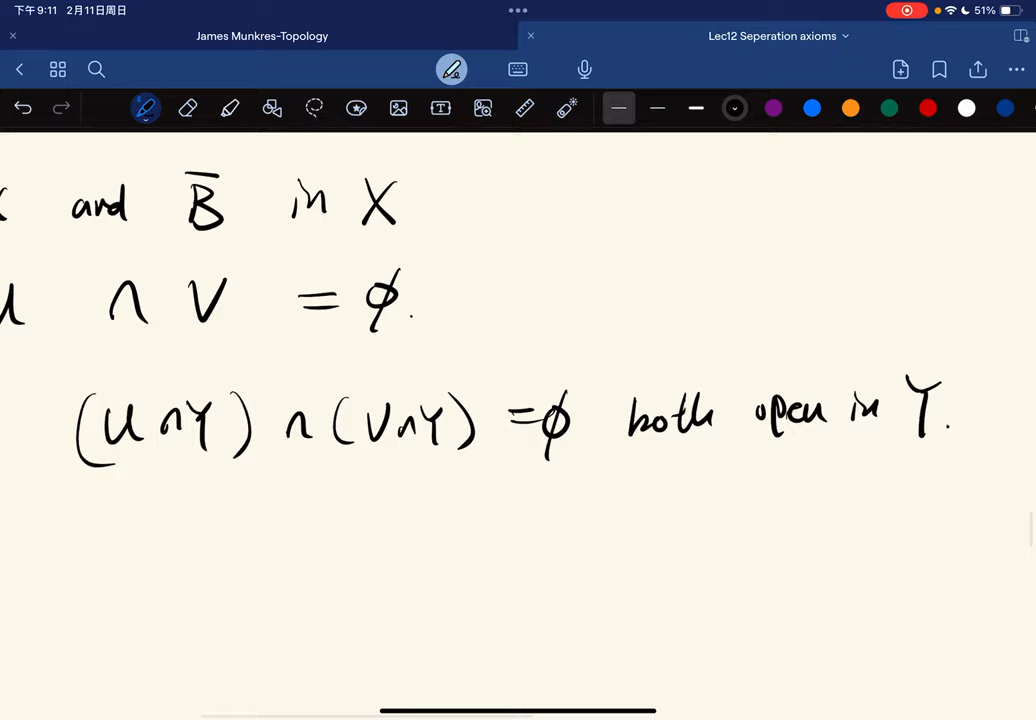 下午9:11 2月11日周日
51%
James Munkres-Topology
Lec12 Seperation axioms
and B̅ in X
U ∩ V = ϕ.
(U ∩ Y) ∩ (V ∩ Y) = ϕ both open in Y.